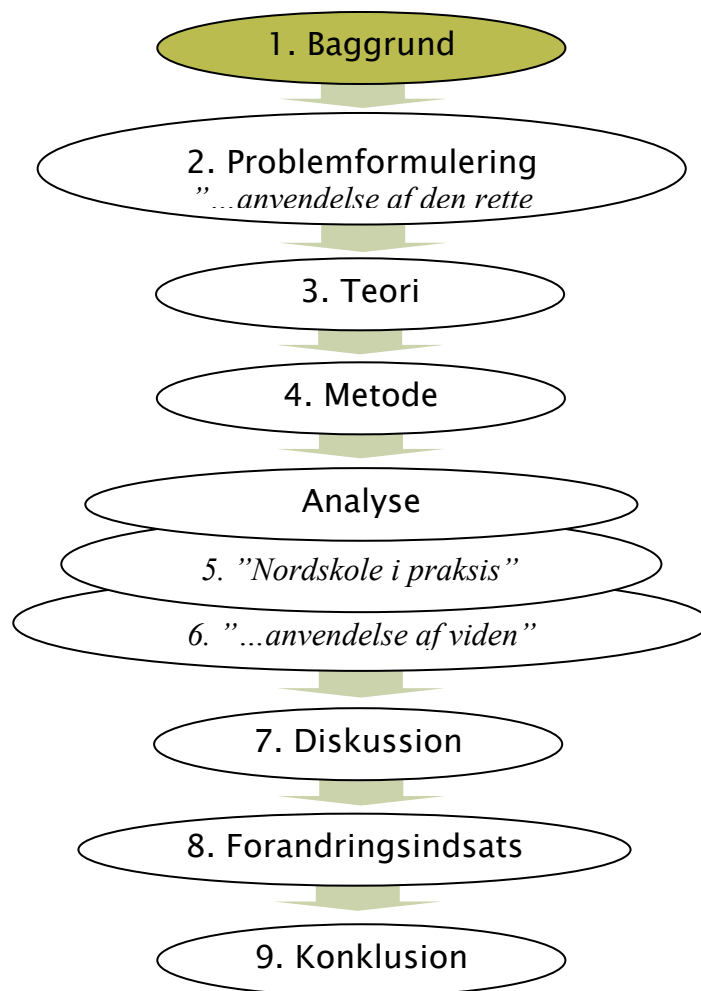 1. Baggrund
2. Problemformulering
”…anvendelse af den rette
3. Teori
4. Metode
Analyse
5. ”Nordskole i praksis”
6. ”…anvendelse af viden”
7. Diskussion
8. Forandringsindsats
9. Konklusion